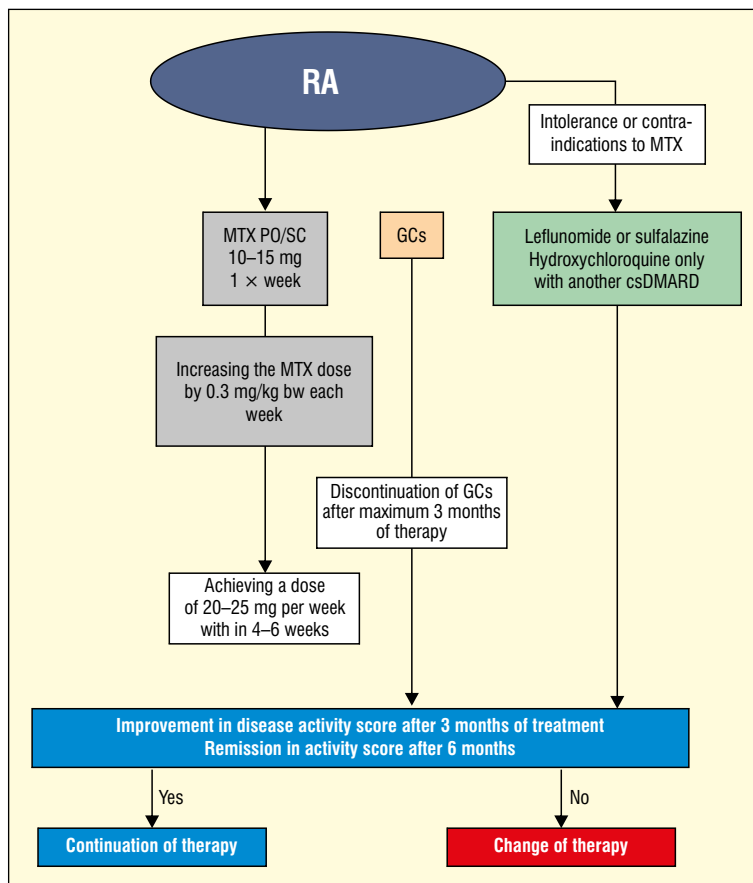 RA
Intolerance or contra-
indications to MTX
MTX PO/SC
10–15 mg
1 × week
GCs
Leflunomide or sulfalazine
Hydroxychloroquine only
with another csDMARD
Increasing the MTX dose
by 0.3 mg/kg bw each
week
Discontinuation of GCs
after maximum 3 months
of therapy
Achieving a dose
of 20–25 mg per week
with in 4–6 weeks
Improvement in disease activity score after 3 months of treatment
Remission in activity score after 6 months
Yes
No
Continuation of therapy
Change of therapy